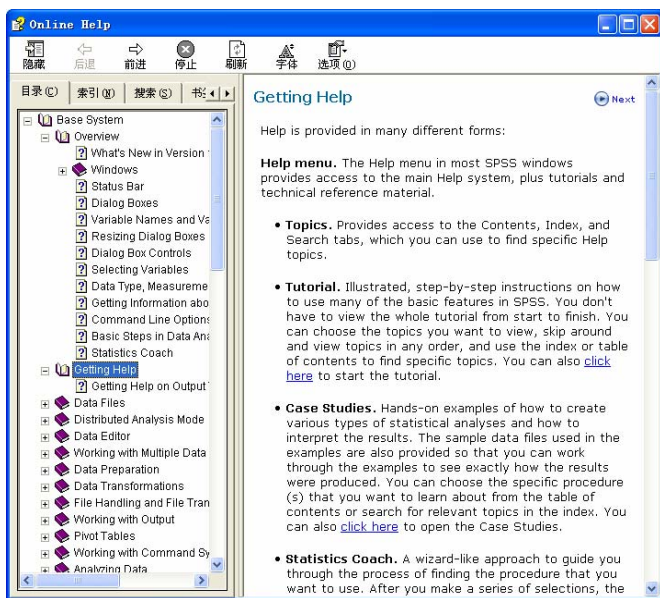 Online Help
隐藏 后退 前进 停止 刷新 字体 选项(O)
目录(C) 索引(N) 搜索(S) 书签
Base System
Overview
What's New in Version
Windows
Status Bar
Dialog Boxes
Variable Names and Va
Resizing Dialog Boxes
Dialog Box Controls
Selecting Variables
Data Type, Measureme
Getting Information abo
Command Line Options
Basic Steps in Data Ana
Statistics Coach
Getting Help
Getting Help on Output
Data Files
Distributed Analysis Mode
Data Editor
Working with Multiple Data
Data Preparation
Data Transformations
File Handling and File Tran
Working with Output
Pivot Tables
Working with Command Sy
Analyzing Data
Getting Help
Next
Help is provided in many different forms:
Help menu. The Help menu in most SPSS windows
provides access to the main Help system, plus tutorials and
technical reference material.
• Topics. Provides access to the Contents, Index, and
Search tabs, which you can use to find specific Help
topics.
• Tutorial. Illustrated, step-by-step instructions on how
to use many of the basic features in SPSS. You don't
have to view the whole tutorial from start to finish. You
can choose the topics you want to view, skip around
and view topics in any order, and use the index or table
of contents to find specific topics. You can also click
here to start the tutorial.
• Case Studies. Hands-on examples of how to create
various types of statistical analyses and how to
interpret the results. The sample data files used in the
examples are also provided so that you can work
through the examples to see exactly how the results
were produced. You can choose the specific procedure
(s) that you want to learn about from the table of
contents or search for relevant topics in the index. You
can also click here to open the Case Studies.
• Statistics Coach. A wizard-like approach to guide you
through the process of finding the procedure that you
want to use. After you make a series of selections, the